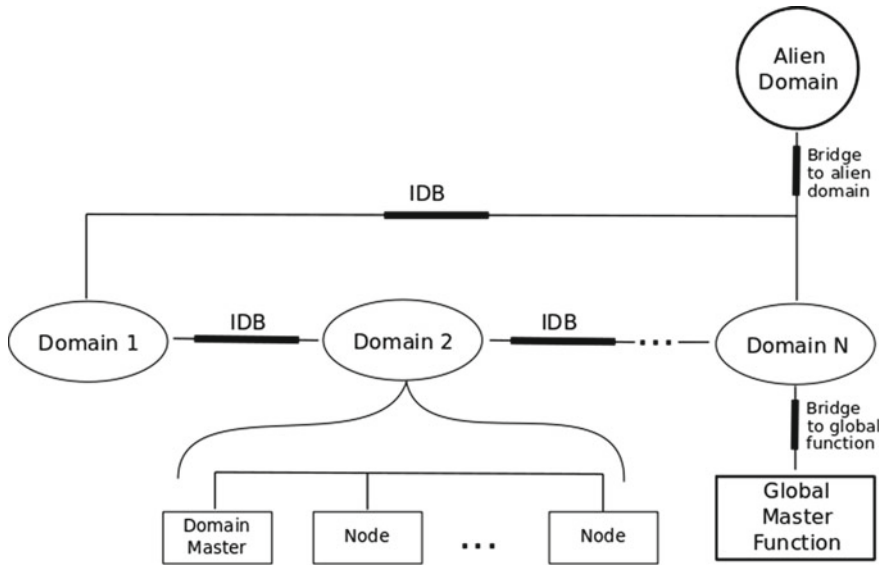 Alien
Domain
Bridge
to alien
domain
IDB
Domain 1
IDB
Domain 2
IDB
...
Domain N
Bridge
to global
function
Domain
Master
Node
...
Node
Global
Master
Function